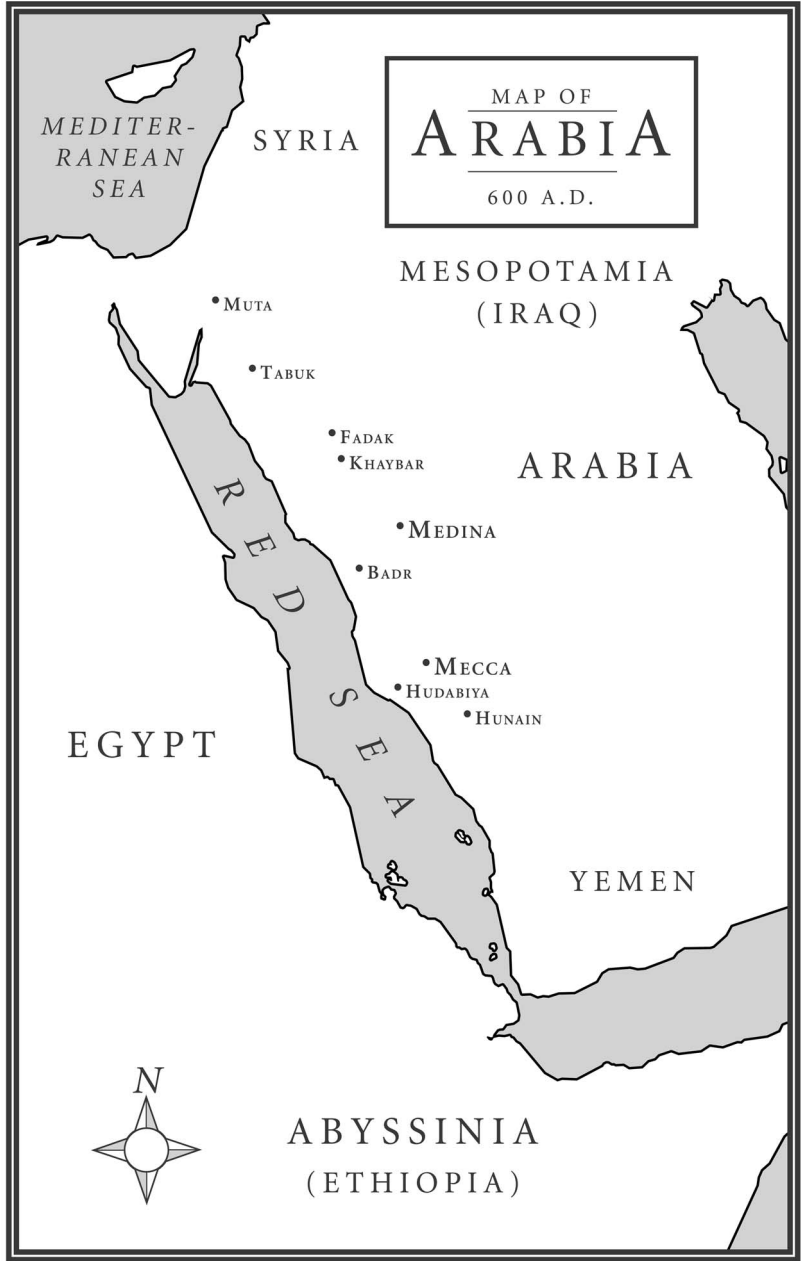 MAP OF
ARABIA
600 A.D.
MEDITER-
RANEAN
SEA
SYRIA
MESOPOTAMIA
(IRAQ)
MUTA
TABUK
FADAK
KHAYBAR
ARABIA
RED SEA
MEDINA
BADR
MECCA
HUDABIYA
HUNAIN
EGYPT
YEMEN
N
ABYSSINIA
(ETHIOPIA)